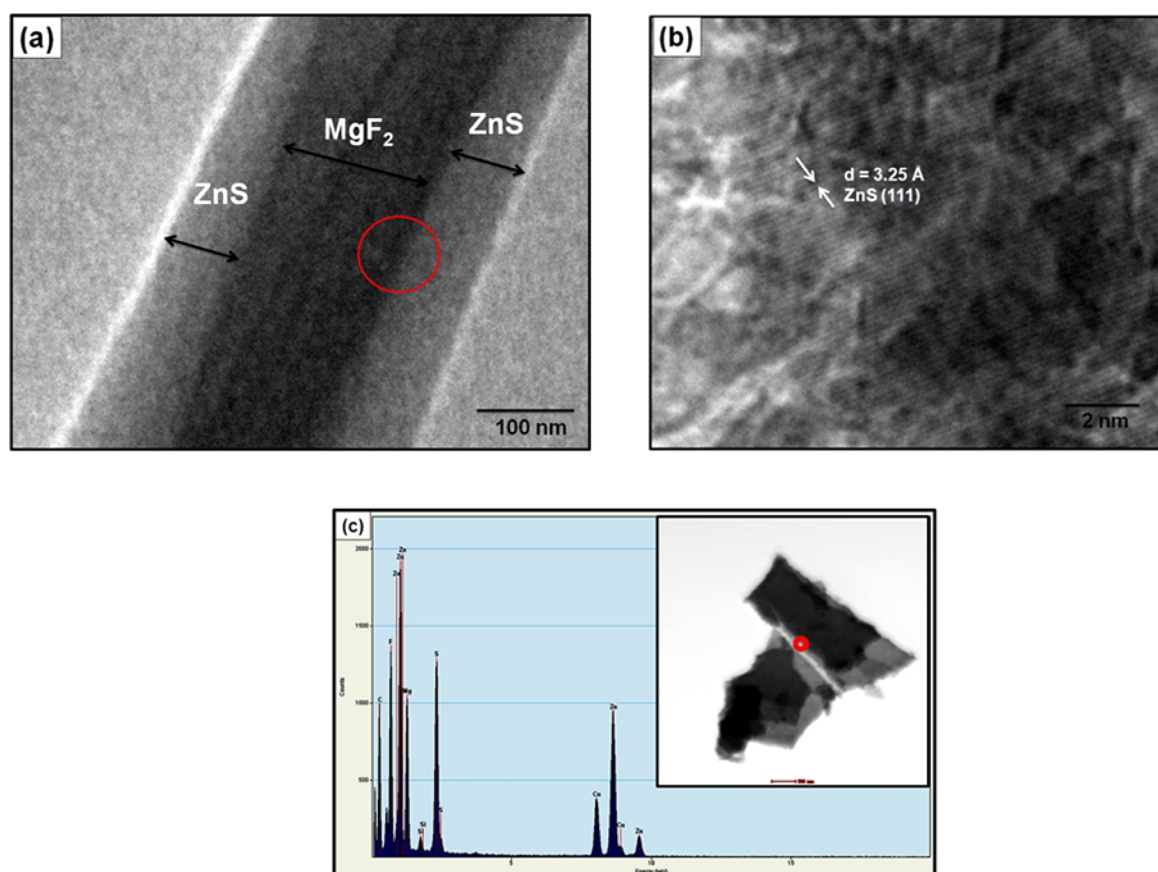 (a)
MgF2
ZnS
ZnS
100 nm
(b)
d = 3.25 Å
ZnS (111)
2 nm
(c)
Counts
2000
1500
1000
500
C
F
Zn
Zn
Zn
Mg
Si
Si
S
S
Cu
Zn
Cu
Zn
5
10
15